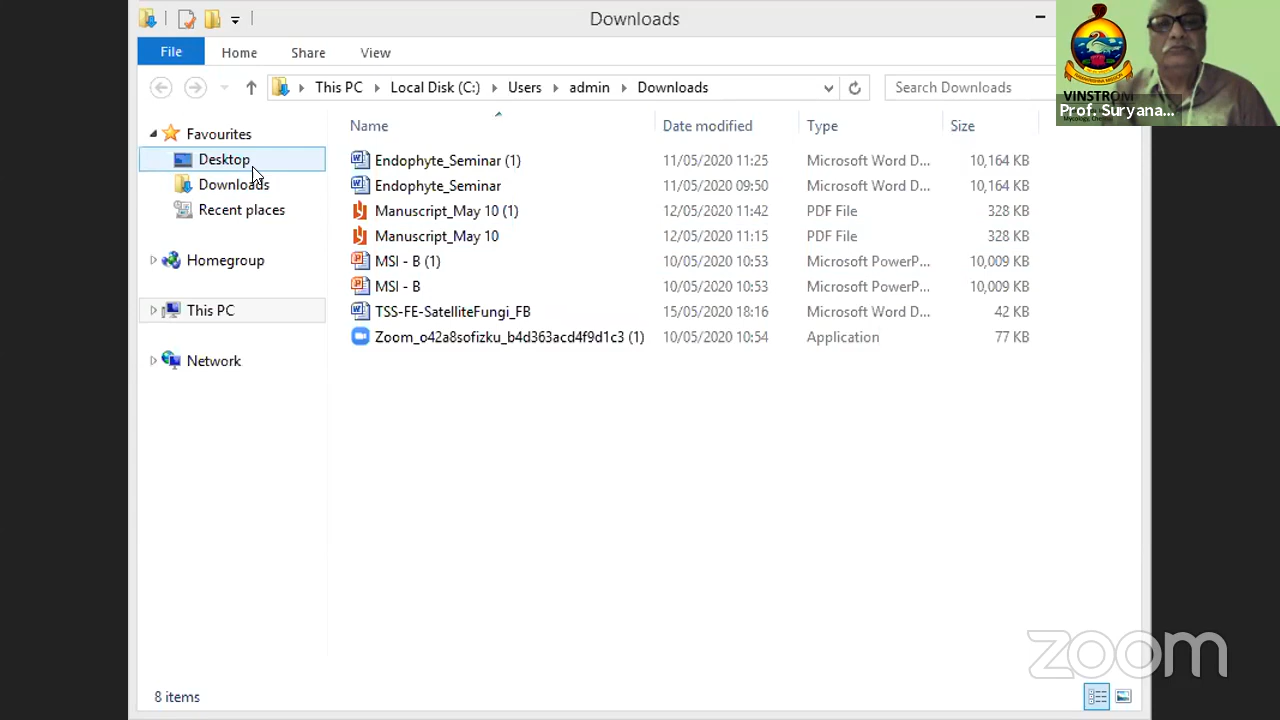 Downloads
File Home Share View
This PC Local Disk (C:) Users admin Downloads
Search Downloads
VINSTROM
Prof. Suryana...
Name Date modified Type Size
Favourites
Desktop
Downloads
Recent places
Homegroup
This PC
Network
Endophyte_Seminar (1) 11/05/2020 11:25 Microsoft Word D... 10,164 KB
Endophyte_Seminar 11/05/2020 09:50 Microsoft Word D... 10,164 KB
Manuscript_May 10 (1) 12/05/2020 11:42 PDF File 328 KB
Manuscript_May 10 12/05/2020 11:15 PDF File 328 KB
MSI - B (1) 10/05/2020 10:53 Microsoft PowerP... 10,009 KB
MSI - B 10/05/2020 10:53 Microsoft PowerP... 10,009 KB
TSS-FE-SatelliteFungi_FB 15/05/2020 18:16 Microsoft Word D... 42 KB
Zoom_o42a8sofizku_b4d363acd4f9d1c3 (1) 10/05/2020 10:54 Application 77 KB
8 items
zoom